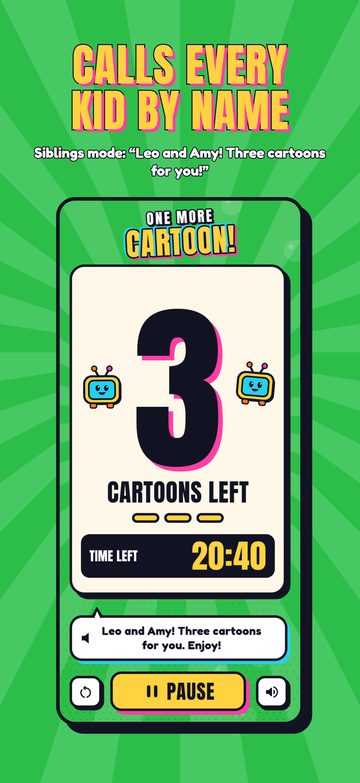 CALLS EVERY
KID BY NAME
Siblings mode: “Leo and Amy! Three cartoons
for you!”
ONE MORE
CARTOON!
3
CARTOONS LEFT
TIME LEFT 20:40
Leo and Amy! Three cartoons
for you. Enjoy!
PAUSE